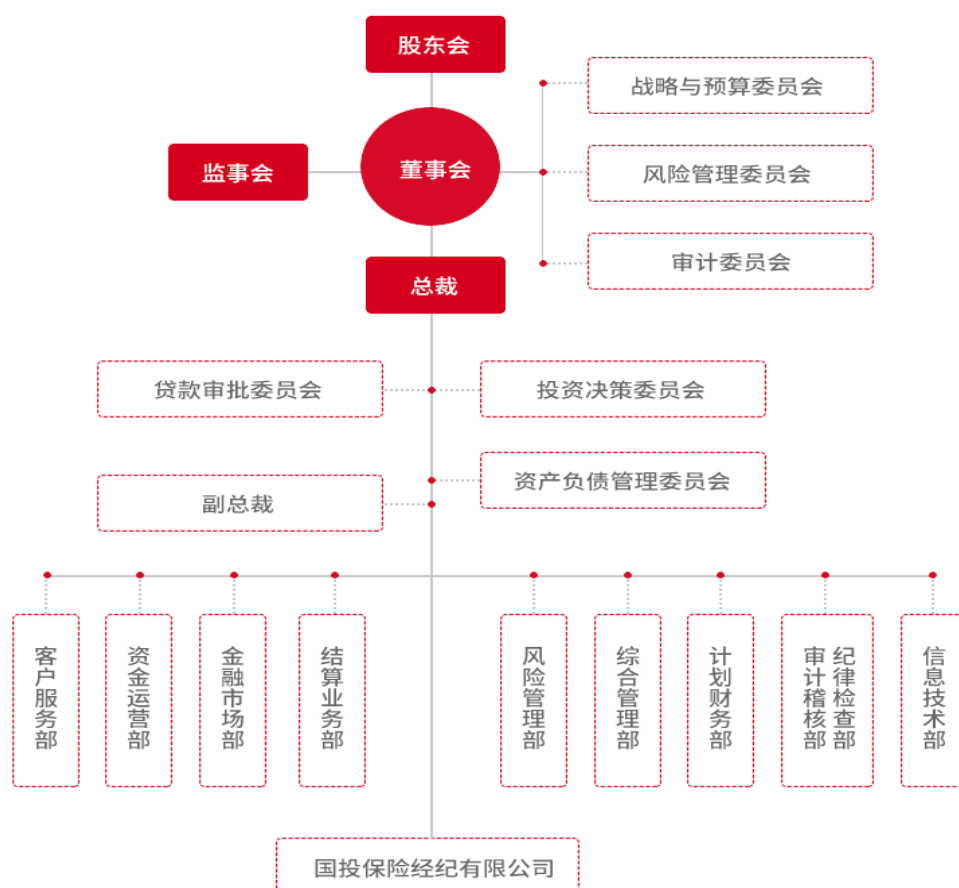 股东会
战略与预算委员会
监事会
董事会
风险管理委员会
审计委员会
总裁
贷款审批委员会
投资决策委员会
资产负债管理委员会
副总裁
客户服务部
资金运营部
金融市场部
结算业务部
风险管理部
综合管理部
计划财务部
纪律检查部
审计稽核部
信息技术部
国投保险经纪有限公司